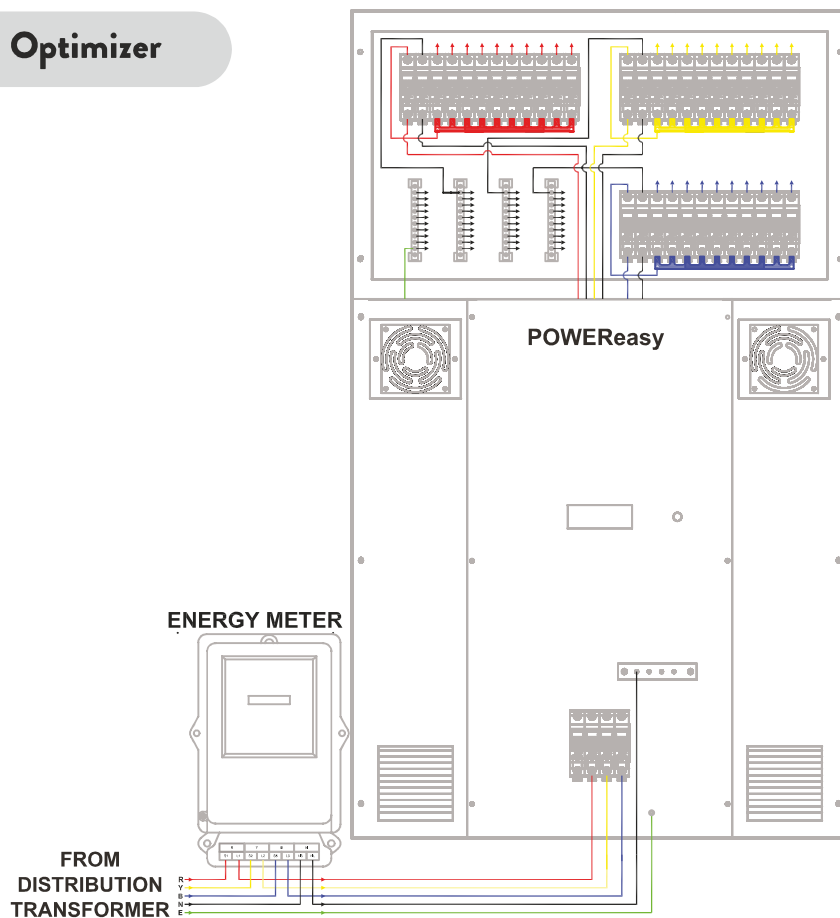 Optimizer
POWEReasy
ENERGY METER
R Y B N
FROM
DISTRIBUTION
TRANSFORMER
R
Y
B
N
E